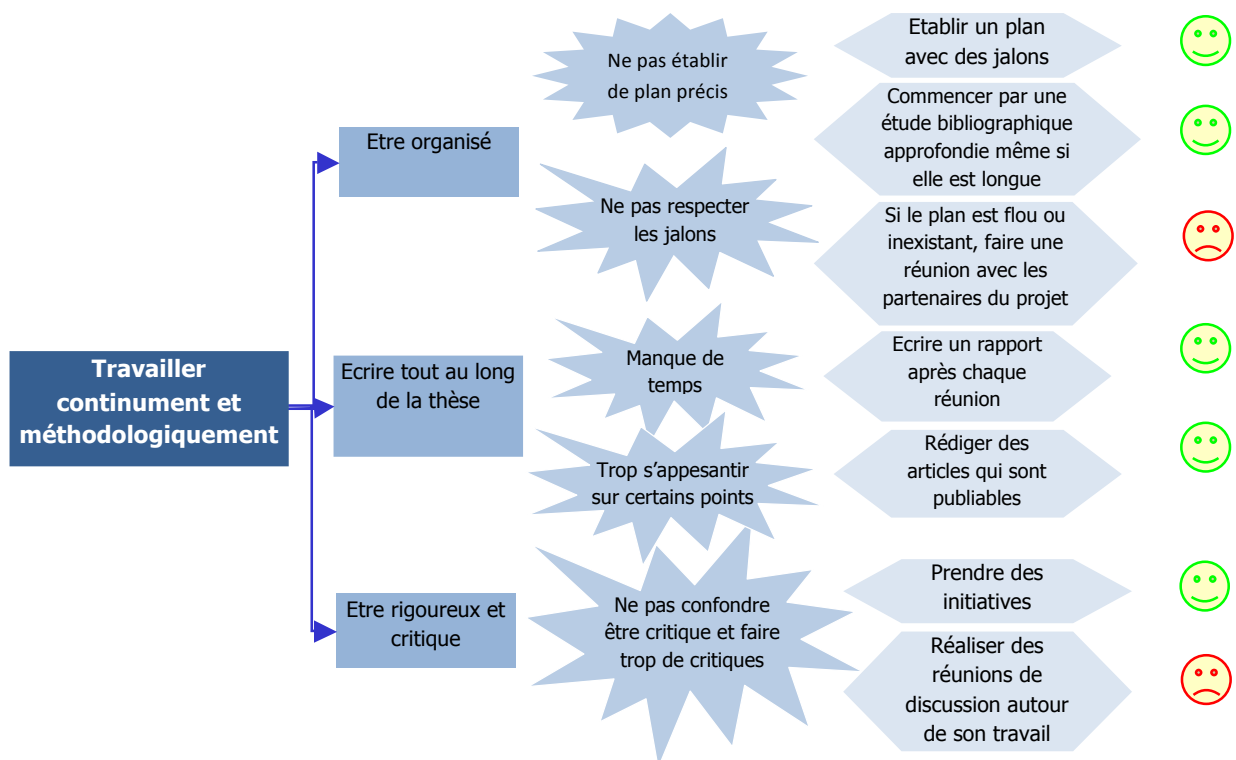 Travailler
continument et
méthodologiquement
Etre organisé
Ne pas établir
de plan précis
Ne pas respecter
les jalons
Etablir un plan
avec des jalons
Commencer par une
étude bibliographique
approfondie même si
elle est longue
Si le plan est flou ou
inexistant, faire une
réunion avec les
partenaires du projet
Ecrire tout au long
de la thèse
Manque de
temps
Trop s’appesantir
sur certains points
Ecrire un rapport
après chaque
réunion
Rédiger des
articles qui sont
publiables
Etre rigoureux et
critique
Ne pas confondre
être critique et faire
trop de critiques
Prendre des
initiatives
Réaliser des
réunions de
discussion autour
de son travail